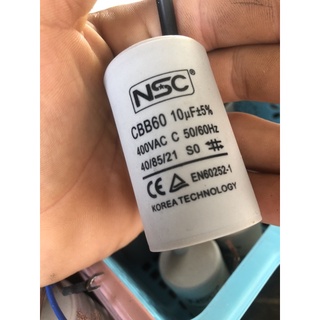 NSC®
CBB60 10µF±5%
400VAC C 50/60Hz
40/85/21 S0
CE EN60252-1
KOREA TECHNOLOGY